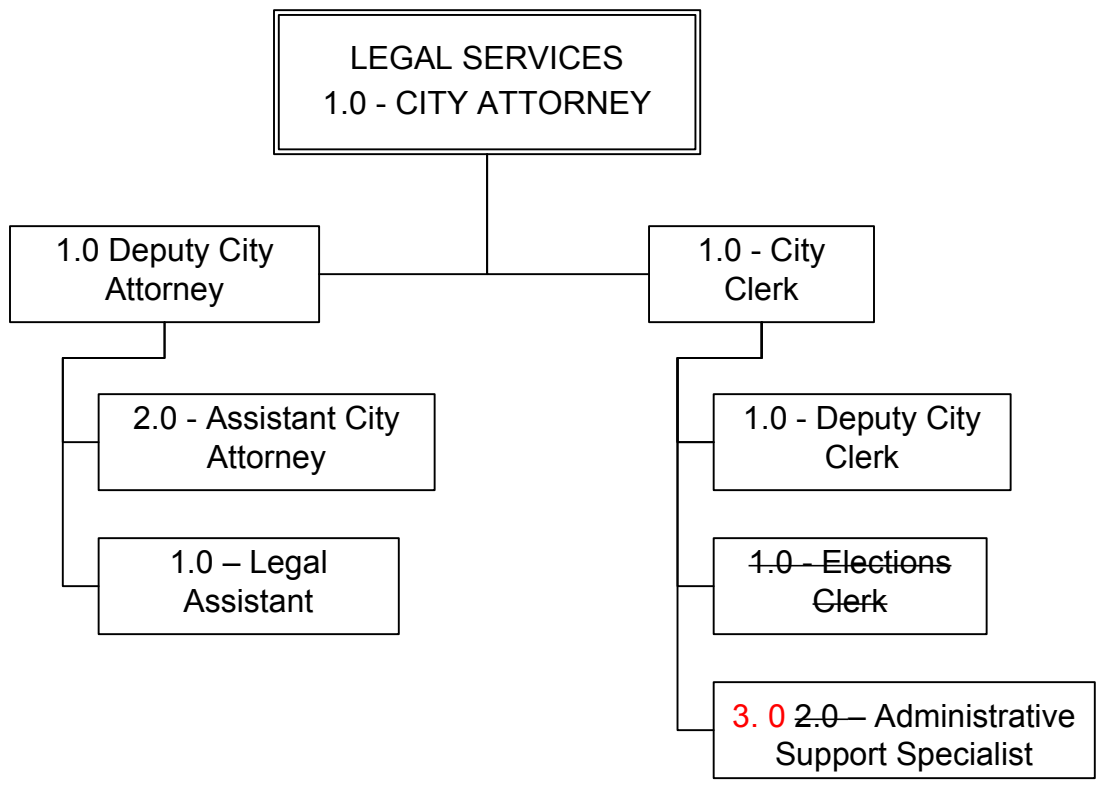 LEGAL SERVICES
1.0 - CITY ATTORNEY
1.0 Deputy City
Attorney
1.0 - City
Clerk
2.0 - Assistant City
Attorney
1.0 – Legal
Assistant
1.0 - Deputy City
Clerk
1.0 - Elections
Clerk
3. 0 2.0 – Administrative
Support Specialist